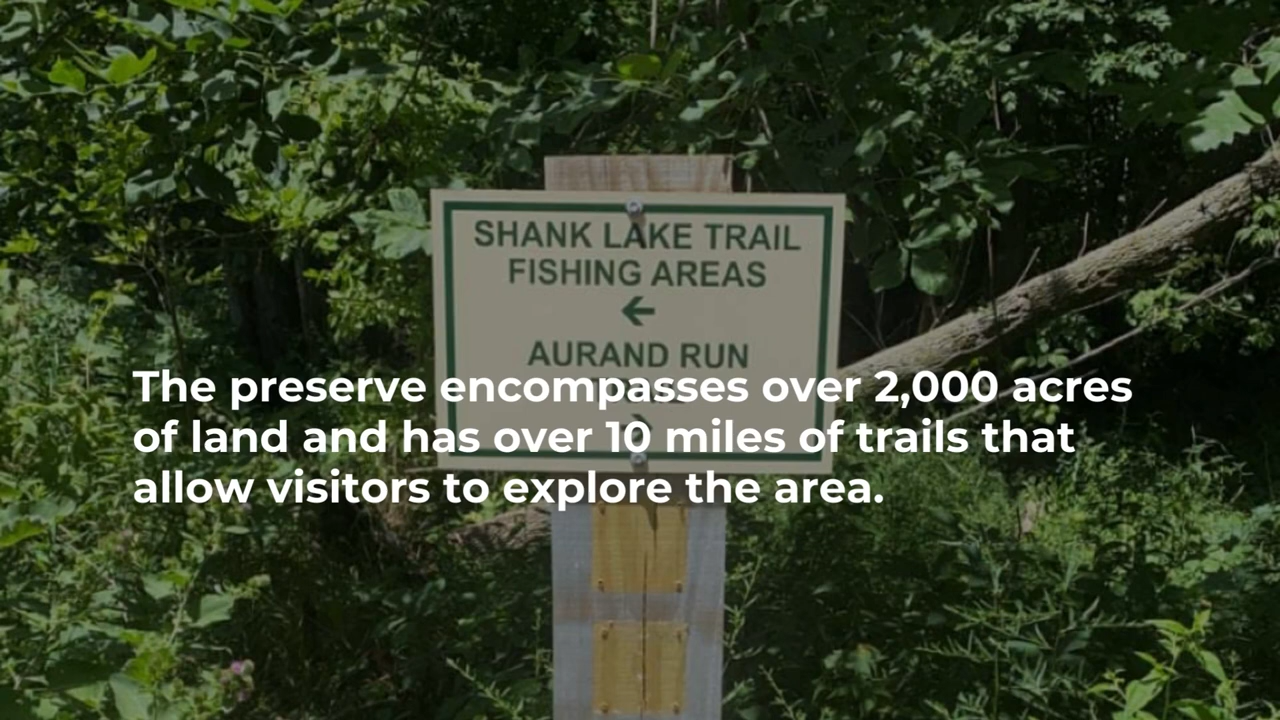 SHANK LAKE TRAIL
FISHING AREAS
←
AURAND RUN
The preserve encompasses over 2,000 acres
of land and has over 10 miles of trails that
allow visitors to explore the area.